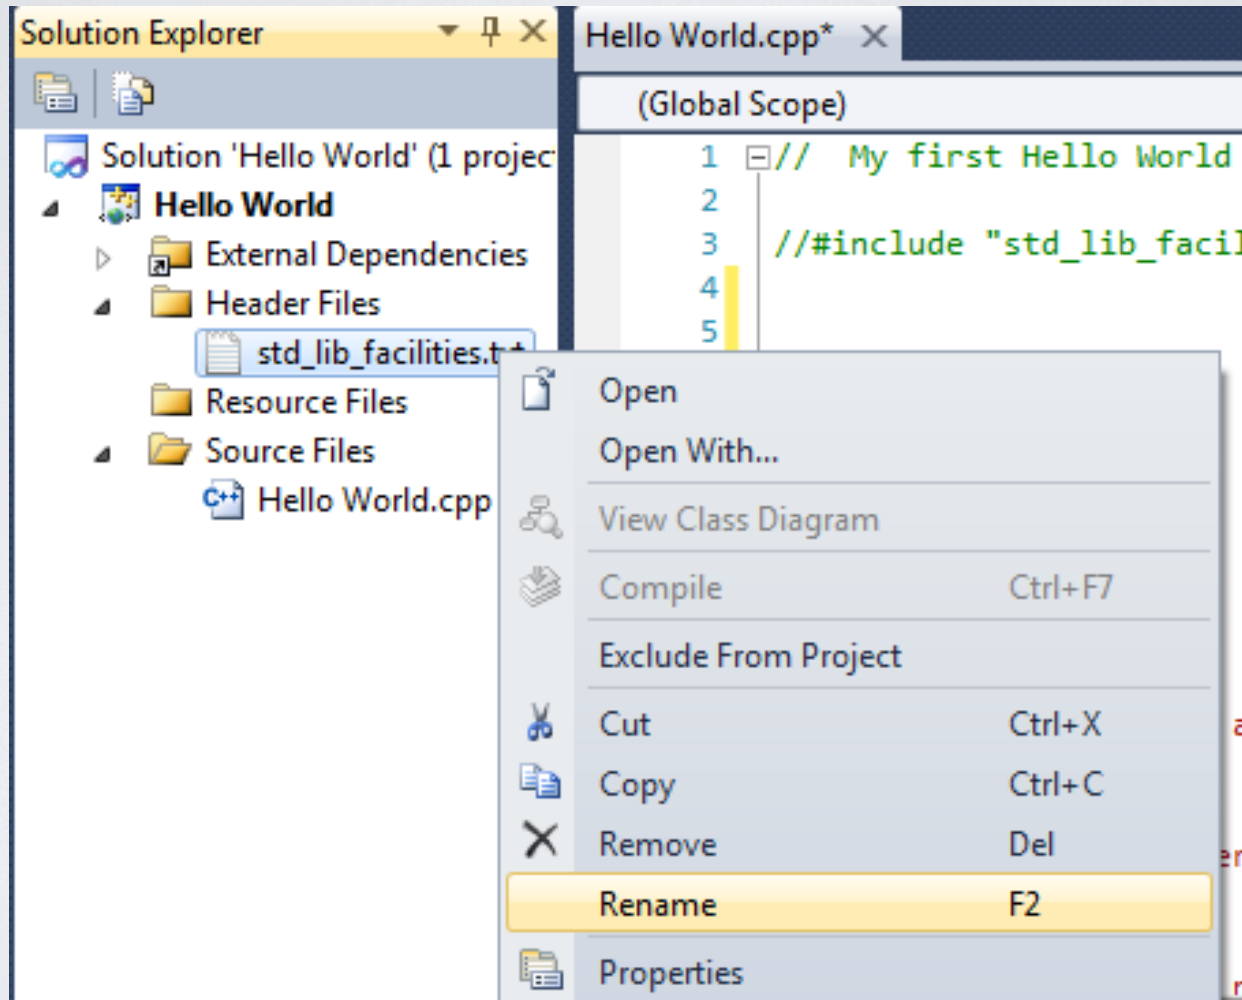 Solution Explorer
Hello World.cpp*
(Global Scope)
Solution 'Hello World' (1 projec
Hello World
External Dependencies
Header Files
std_lib_facilities.txt
Resource Files
Source Files
Hello World.cpp
1 // My first Hello World
2
3 //#include "std_lib_facil
4
5
Open
Open With...
View Class Diagram
Compile Ctrl+F7
Exclude From Project
Cut Ctrl+X
Copy Ctrl+C
Remove Del
Rename F2
Properties